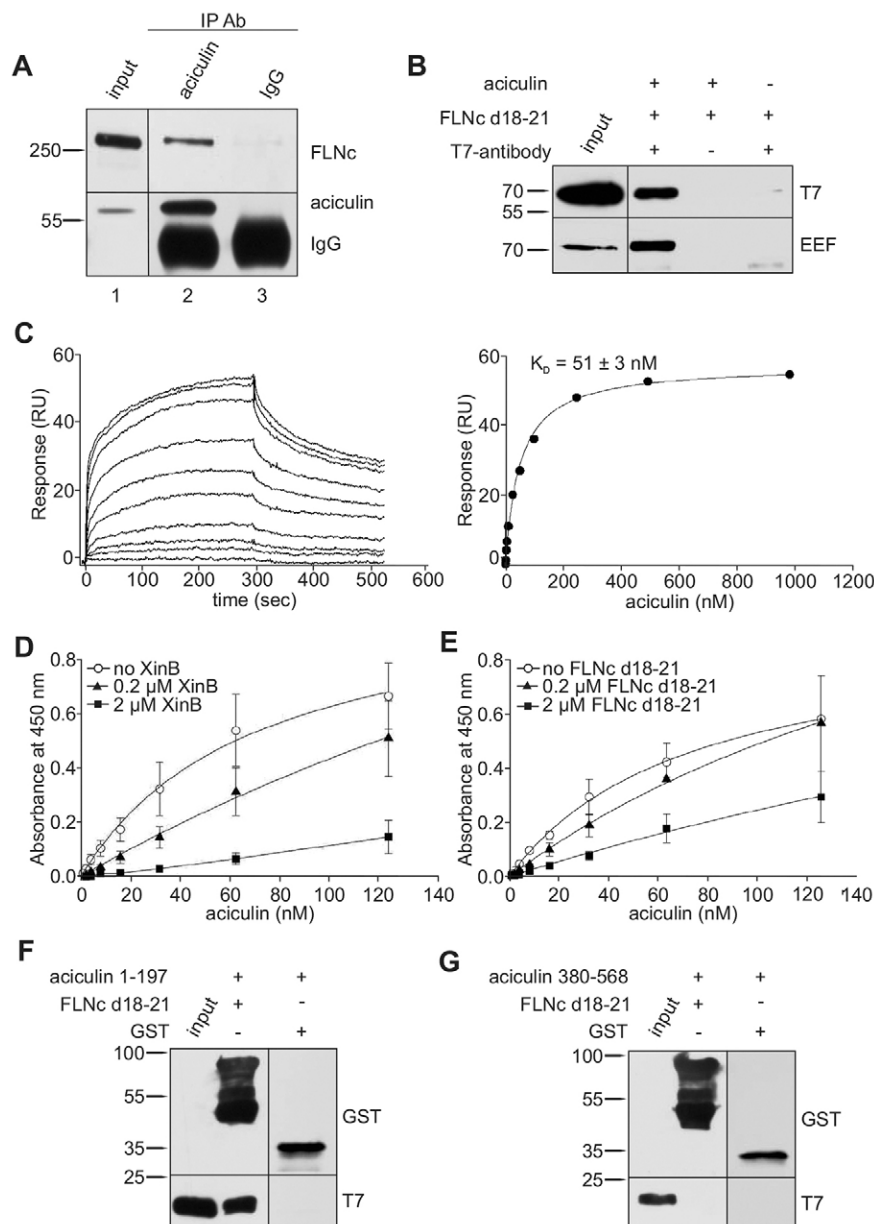 IP Ab
A
input
aciculin
IgG
250
FLNc
55
aciculin
IgG
1 2 3
B
aciculin + + -
FLNc d18-21 + + +
T7-antibody + - +
input
70
55
T7
70
EEF
C
60
40
20
0
Response (RU)
0 100 200 300 400 500 600
time (sec)
60
40
20
0
Response (RU)
K_D = 51 ± 3 nM
0 200 400 600 800 1000 1200
aciculin (nM)
D
0.8
0.6
0.4
0.2
0.0
Absorbance at 450 nm
no XinB
0.2 µM XinB
2 µM XinB
0 20 40 60 80 100 120 140
aciculin (nM)
E
0.8
0.6
0.4
0.2
0.0
Absorbance at 450 nm
no FLNc d18-21
0.2 µM FLNc d18-21
2 µM FLNc d18-21
0 20 40 60 80 100 120 140
aciculin (nM)
F
aciculin 1-197 + +
FLNc d18-21 + -
GST - +
input
100
55
35
25
GST
T7
G
aciculin 380-568 + +
FLNc d18-21 + -
GST - +
input
100
55
35
25
GST
T7